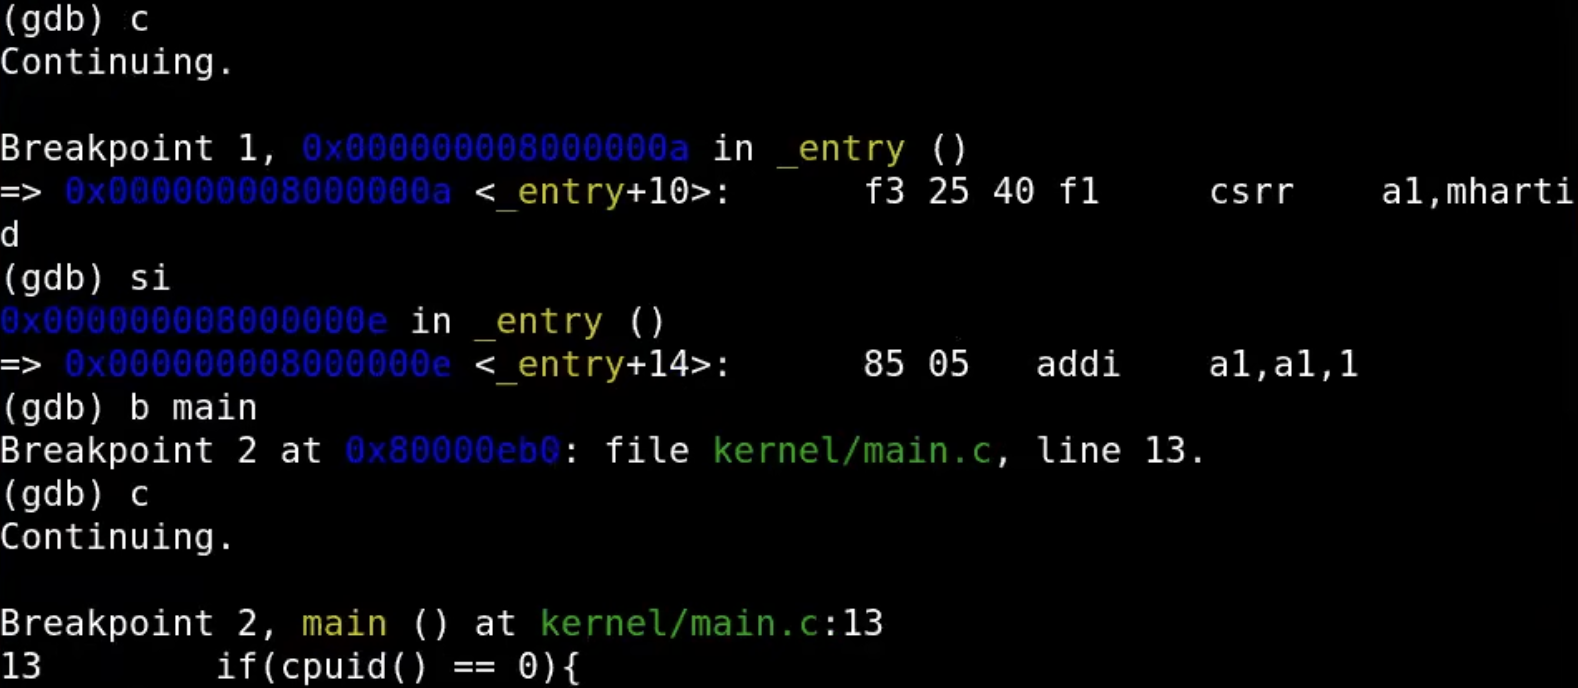 (gdb) c
Continuing.
Breakpoint 1, 0x000000008000000a in _entry ()
=> 0x000000008000000a <_entry+10>:      f3 25 40 f1     csrr    a1,mharti
d
(gdb) si
0x000000008000000e in _entry ()
=> 0x000000008000000e <_entry+14>:      85 05   addi    a1,a1,1
(gdb) b main
Breakpoint 2 at 0x80000eb0: file kernel/main.c, line 13.
(gdb) c
Continuing.
Breakpoint 2, main () at kernel/main.c:13
13        if(cpuid() == 0){